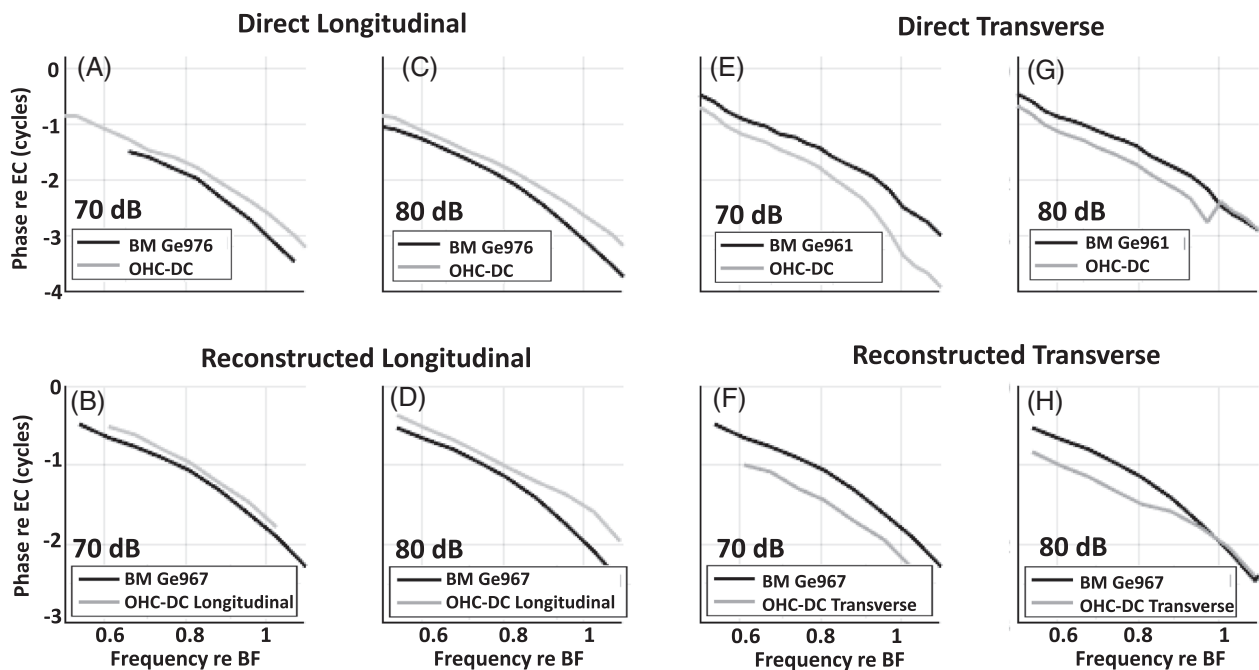 Direct Longitudinal
Direct Transverse
(A)
(C)
(E)
(G)
0
-1
-2
-3
-4
Phase re EC (cycles)
70 dB
BM Ge976
OHC-DC
80 dB
BM Ge976
OHC-DC
70 dB
BM Ge961
OHC-DC
80 dB
BM Ge961
OHC-DC
Reconstructed Longitudinal
Reconstructed Transverse
(B)
(D)
(F)
(H)
0
-1
-2
-3
Phase re EC (cycles)
70 dB
BM Ge967
OHC-DC Longitudinal
80 dB
BM Ge967
OHC-DC Longitudinal
70 dB
BM Ge967
OHC-DC Transverse
80 dB
BM Ge967
OHC-DC Transverse
0.6 0.8 1
0.6 0.8 1
0.6 0.8 1
0.6 0.8 1
Frequency re BF
Frequency re BF
Frequency re BF
Frequency re BF